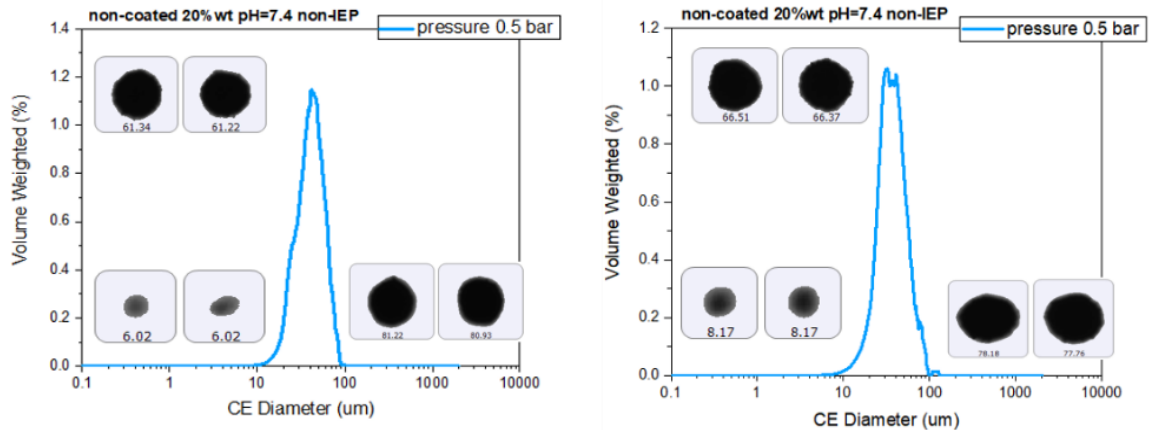 non-coated 20%wt pH=7.4 non-IEP
pressure 0.5 bar
Volume Weighted (%)
1.4
1.2
1.0
0.8
0.6
0.4
0.2
0.0
61.34 61.22
6.02 6.02
81.22 80.93
0.1 1 10 100 1000 10000
CE Diameter (um)
non-coated 20%wt pH=7.4 non-IEP
pressure 0.5 bar
Volume Weighted (%)
1.2
1.0
0.8
0.6
0.4
0.2
0.0
66.51 66.37
8.17 8.17
78.18 77.76
0.1 1 10 100 1000 10000
CE Diameter (um)